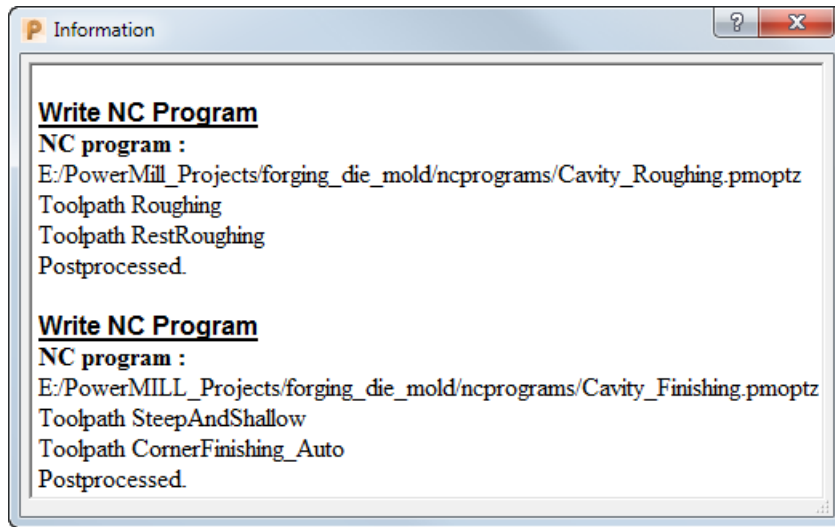 Information
Write NC Program
NC program :
E:/PowerMill_Projects/forging_die_mold/ncprograms/Cavity_Roughing.pmoptz
Toolpath Roughing
Toolpath RestRoughing
Postprocessed.
Write NC Program
NC program :
E:/PowerMILL_Projects/forging_die_mold/ncprograms/Cavity_Finishing.pmoptz
Toolpath SteepAndShallow
Toolpath CornerFinishing_Auto
Postprocessed.